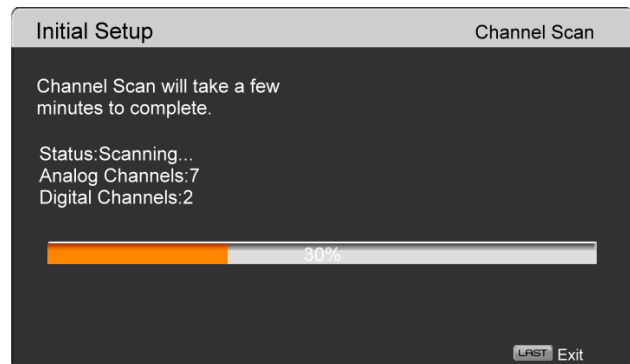 Initial Setup Channel Scan
Channel Scan will take a few
minutes to complete.
Status:Scanning...
Analog Channels:7
Digital Channels:2
30%
LAST Exit